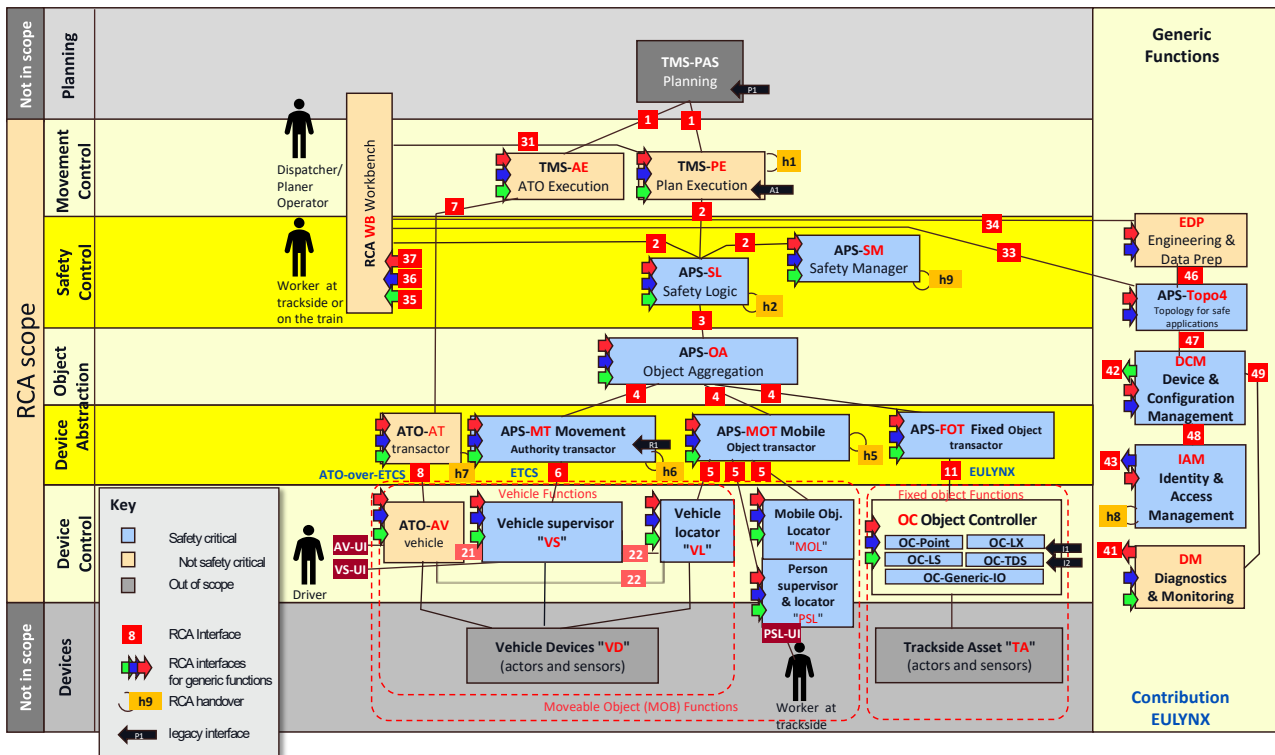 Not in scope
Planning
TMS-PAS
Planning
P1
Generic
Functions
1
1
RCA scope
Movement
Control
Dispatcher/
Planer
Operator
RCA WB Workbench
31
TMS-AE
ATO Execution
TMS-PE
Plan Execution
A1
h1
7
2
Safety
Control
Worker at
trackside or
on the train
37
36
35
2
2
APS-SL
Safety Logic
h2
APS-SM
Safety Manager
h9
34
33
EDP
Engineering &
Data Prep
46
APS-Topo4
Topology for safe
applications
47
3
Object
Abstraction
APS-OA
Object Aggregation
4
4
4
42
DCM
Device &
Configuration
Management
49
48
Device
Abstraction
ATO-AT
transactor
APS-MT Movement
Authority transactor
R1
APS-MOT Mobile
Object transactor
APS-FOT Fixed Object
transactor
h5
h7
h6
ATO-over-ETCS
8
ETCS
6
5
5
5
11
EULYNX
43
IAM
Identity & Access
Management
h8
Device
Control
Vehicle Functions
Fixed object Functions
ATO-AV
vehicle
Vehicle supervisor
"VS"
Vehicle
locator
"VL"
Mobile Obj.
Locator
"MOL"
Person
supervisor
& locator
"PSL"
PSL-UI
OC Object Controller
OC-Point
OC-LX
OC-LS
OC-TDS
OC-Generic-IO
I1
I2
AV-UI
VS-UI
21
22
22
Driver
41
DM
Diagnostics
& Monitoring
Not in scope
Devices
Vehicle Devices "VD"
(actors and sensors)
Trackside Asset "TA"
(actors and sensors)
Moveable Object (MOB) Functions
Worker at
trackside
Contribution
EULYNX
Key
Safety critical
Not safety critical
Out of scope
8
RCA Interface
RCA interfaces
for generic functions
h9
RCA handover
P1
legacy interface